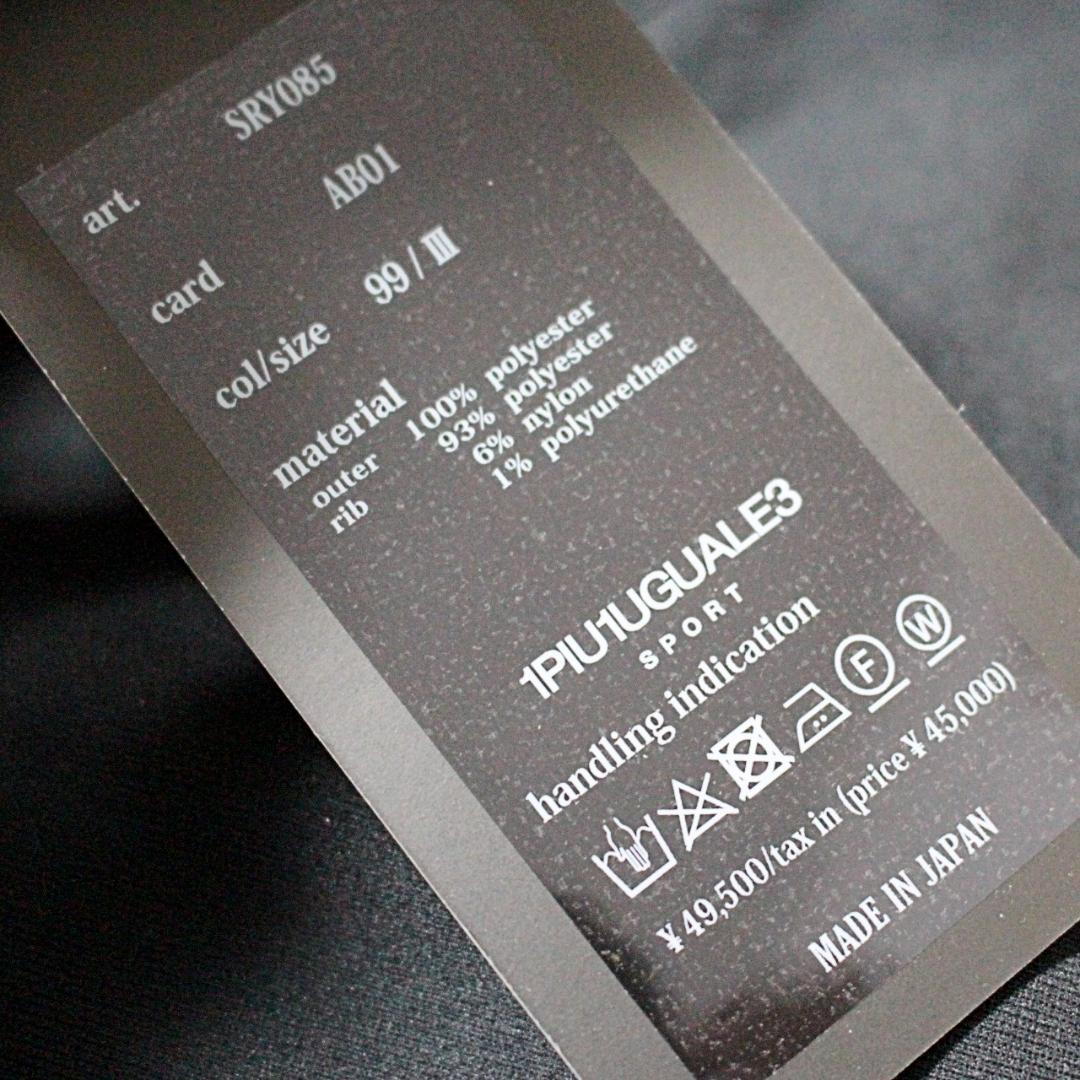 art. SRY085
card AB01
col/size 99 / Ⅲ
material
outer 100% polyester
rib 93% polyester
6% nylon
1% polyurethane
1PIU1UGUALE3
SPORT
handling indication
F W
¥49,500/tax in (price¥45,000)
MADE IN JAPAN